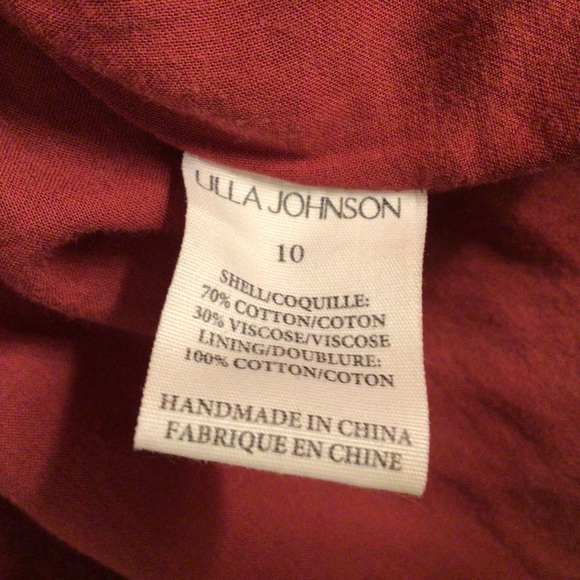 ULLA JOHNSON
10
SHELL/COQUILLE:
70% COTTON/COTON
30% VISCOSE/VISCOSE
LINING/DOUBLURE:
100% COTTON/COTON
HANDMADE IN CHINA
FABRIQUE EN CHINE